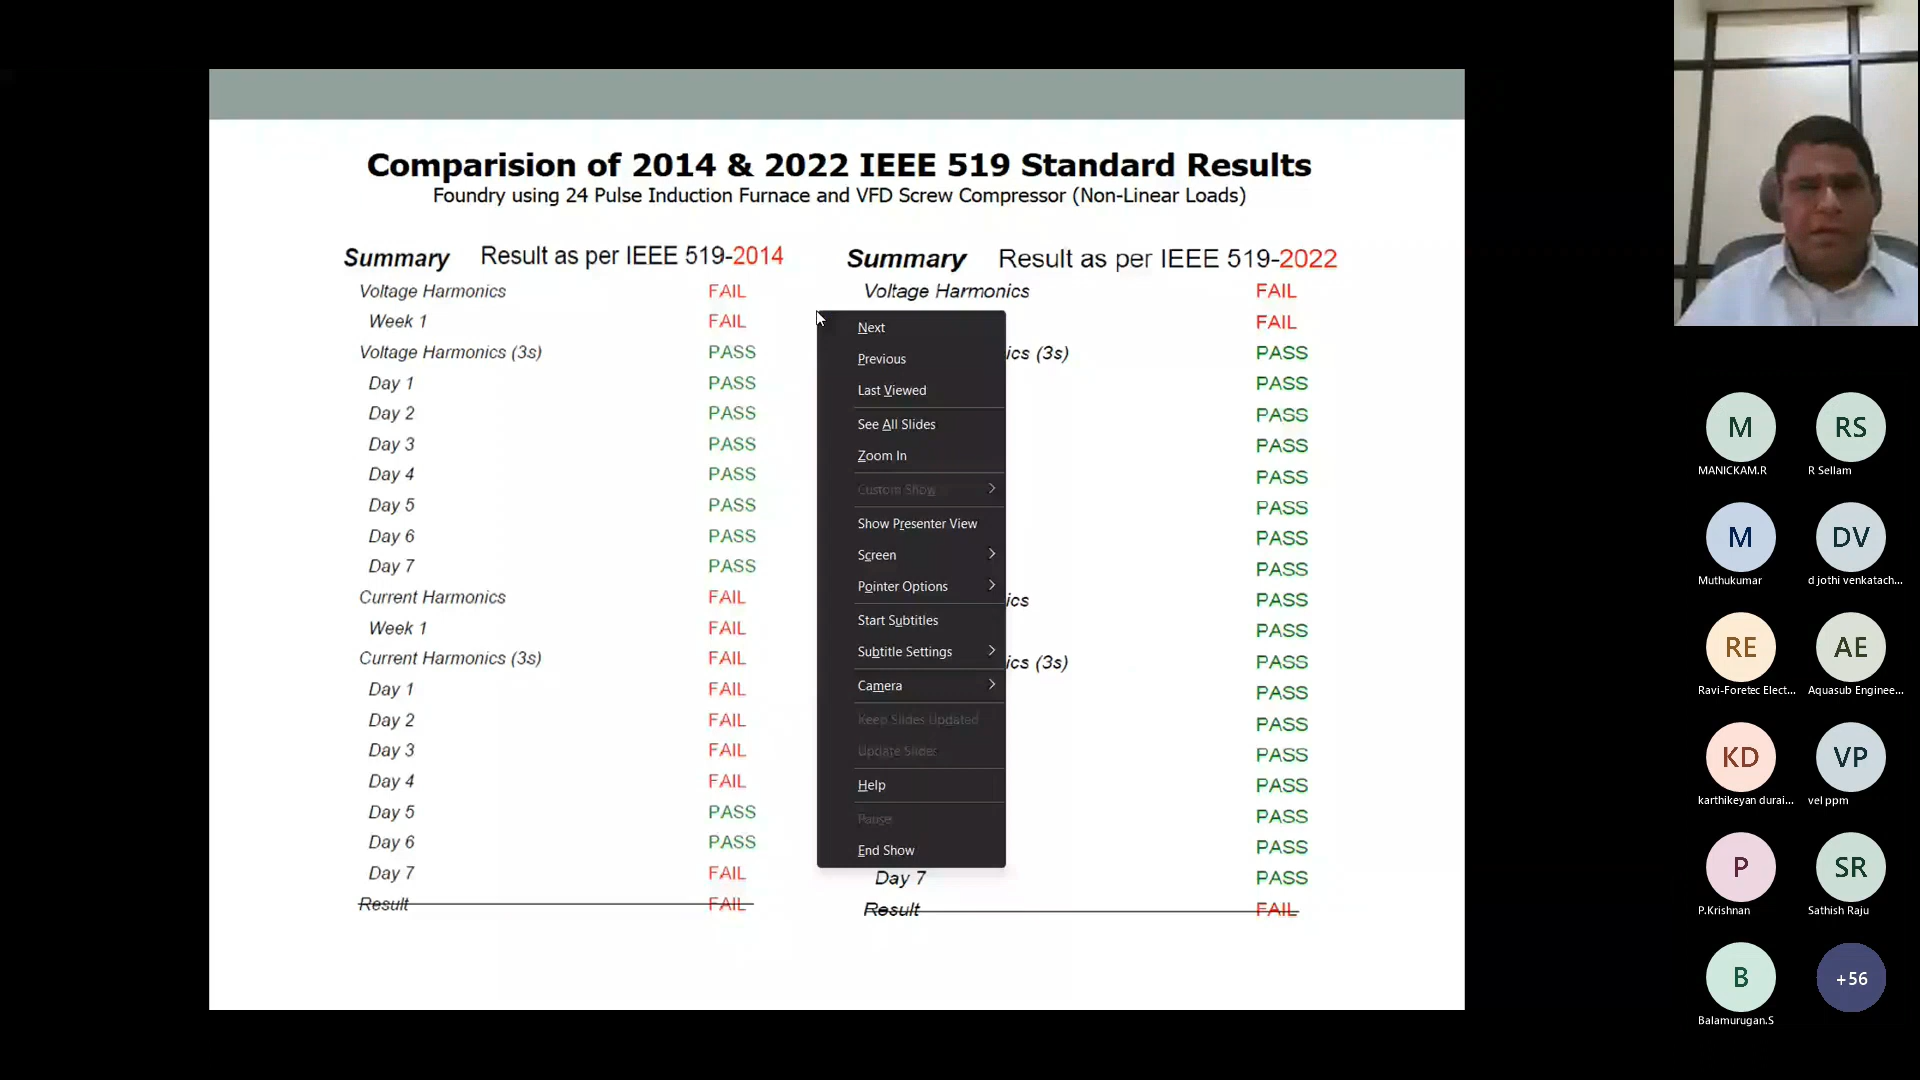 Comparision of 2014 & 2022 IEEE 519 Standard Results
Foundry using 24 Pulse Induction Furnace and VFD Screw Compressor (Non-Linear Loads)
Summary Result as per IEEE 519-2014
Voltage Harmonics FAIL
Week 1 FAIL
Voltage Harmonics (3s) PASS
Day 1 PASS
Day 2 PASS
Day 3 PASS
Day 4 PASS
Day 5 PASS
Day 6 PASS
Day 7 PASS
Current Harmonics FAIL
Week 1 FAIL
Current Harmonics (3s) FAIL
Day 1 FAIL
Day 2 FAIL
Day 3 FAIL
Day 4 FAIL
Day 5 PASS
Day 6 PASS
Day 7 FAIL
Result FAIL
Summary Result as per IEEE 519-2022
Voltage Harmonics FAIL
FAIL
ics (3s) PASS
PASS
PASS
PASS
PASS
PASS
PASS
PASS
ics PASS
PASS
ics (3s) PASS
PASS
PASS
PASS
PASS
PASS
PASS
Day 7 PASS
Result FAIL
Next
Previous
Last Viewed
See All Slides
Zoom In
Custom Show
Show Presenter View
Screen
Pointer Options
Start Subtitles
Subtitle Settings
Camera
Keep Slides Updated
Update Slides
Help
Pause
End Show
M RS
MANICKAM.R R Sellam
M DV
Muthukumar d jothi venkatach...
RE AE
Ravi-Foretec Elect... Aquasub Enginee...
KD VP
karthikeyan durai... vel ppm
P SR
P.Krishnan Sathish Raju
B +56
Balamurugan.S